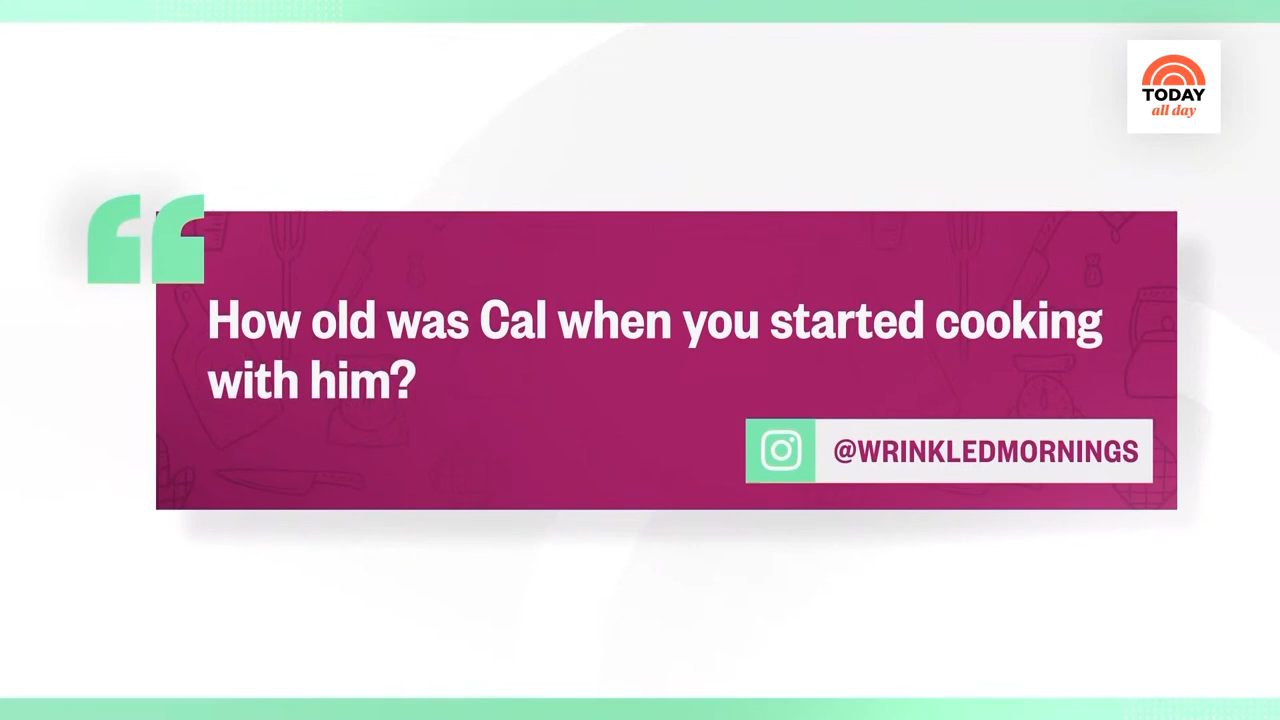 TODAY
all day
How old was Cal when you started cooking
with him?
@WRINKLEDMORNINGS